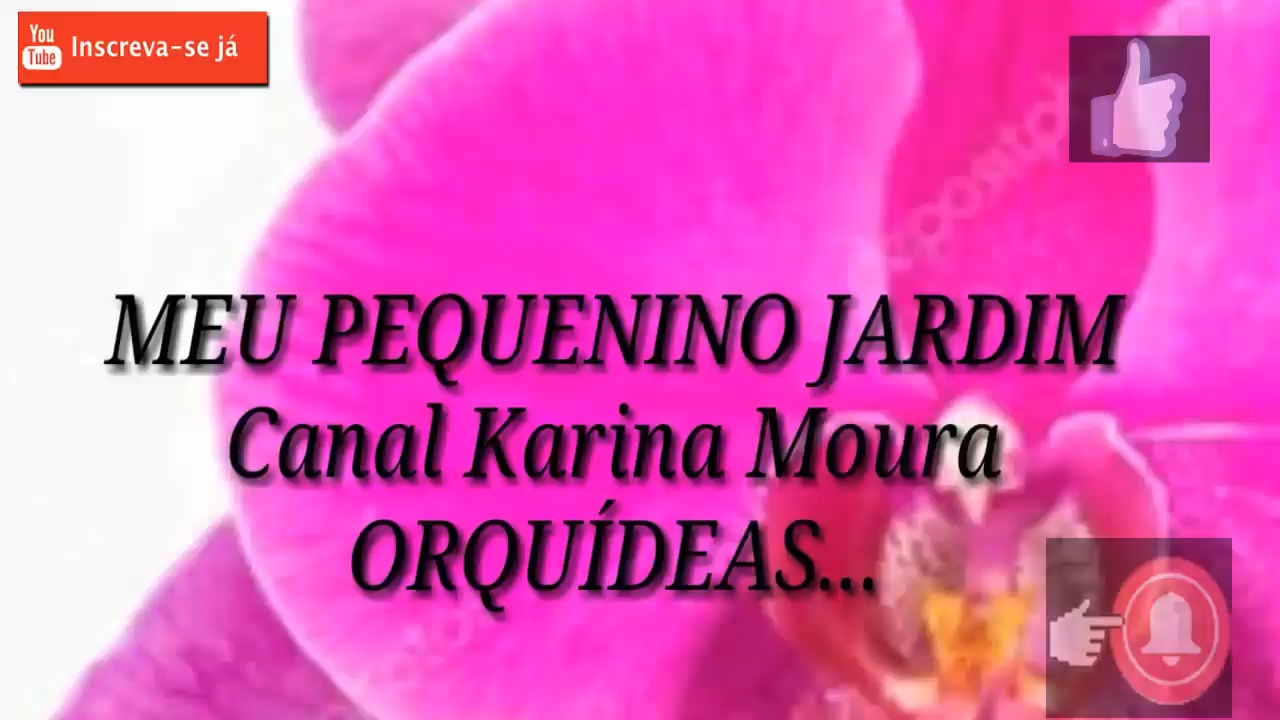 You
Tube
Inscreva-se já
MEU PEQUENINO JARDIM
Canal Karina Moura
ORQUÍDEAS...